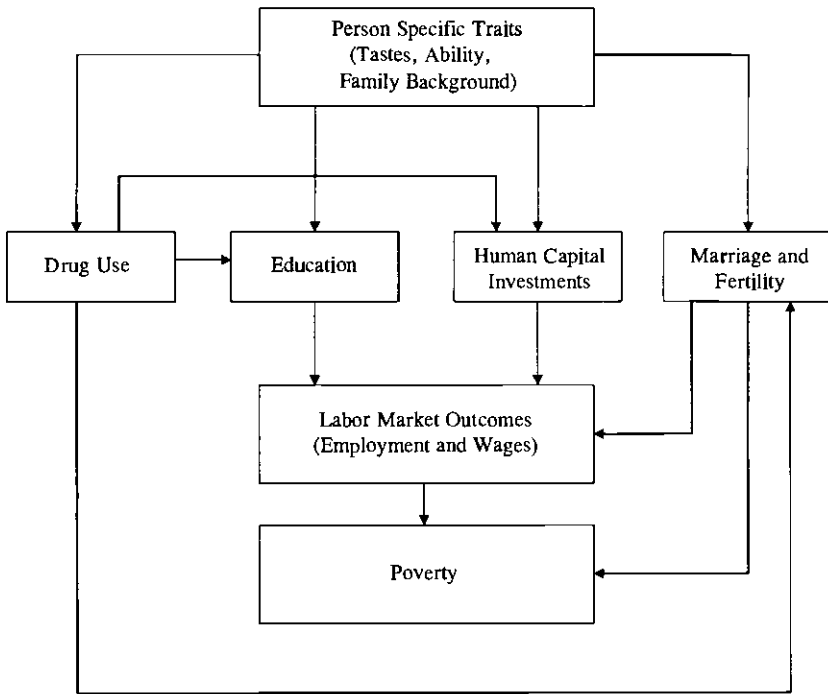 Person Specific Traits
(Tastes, Ability,
Family Background)
Drug Use
Education
Human Capital
Investments
Marriage and
Fertility
Labor Market Outcomes
(Employment and Wages)
Poverty